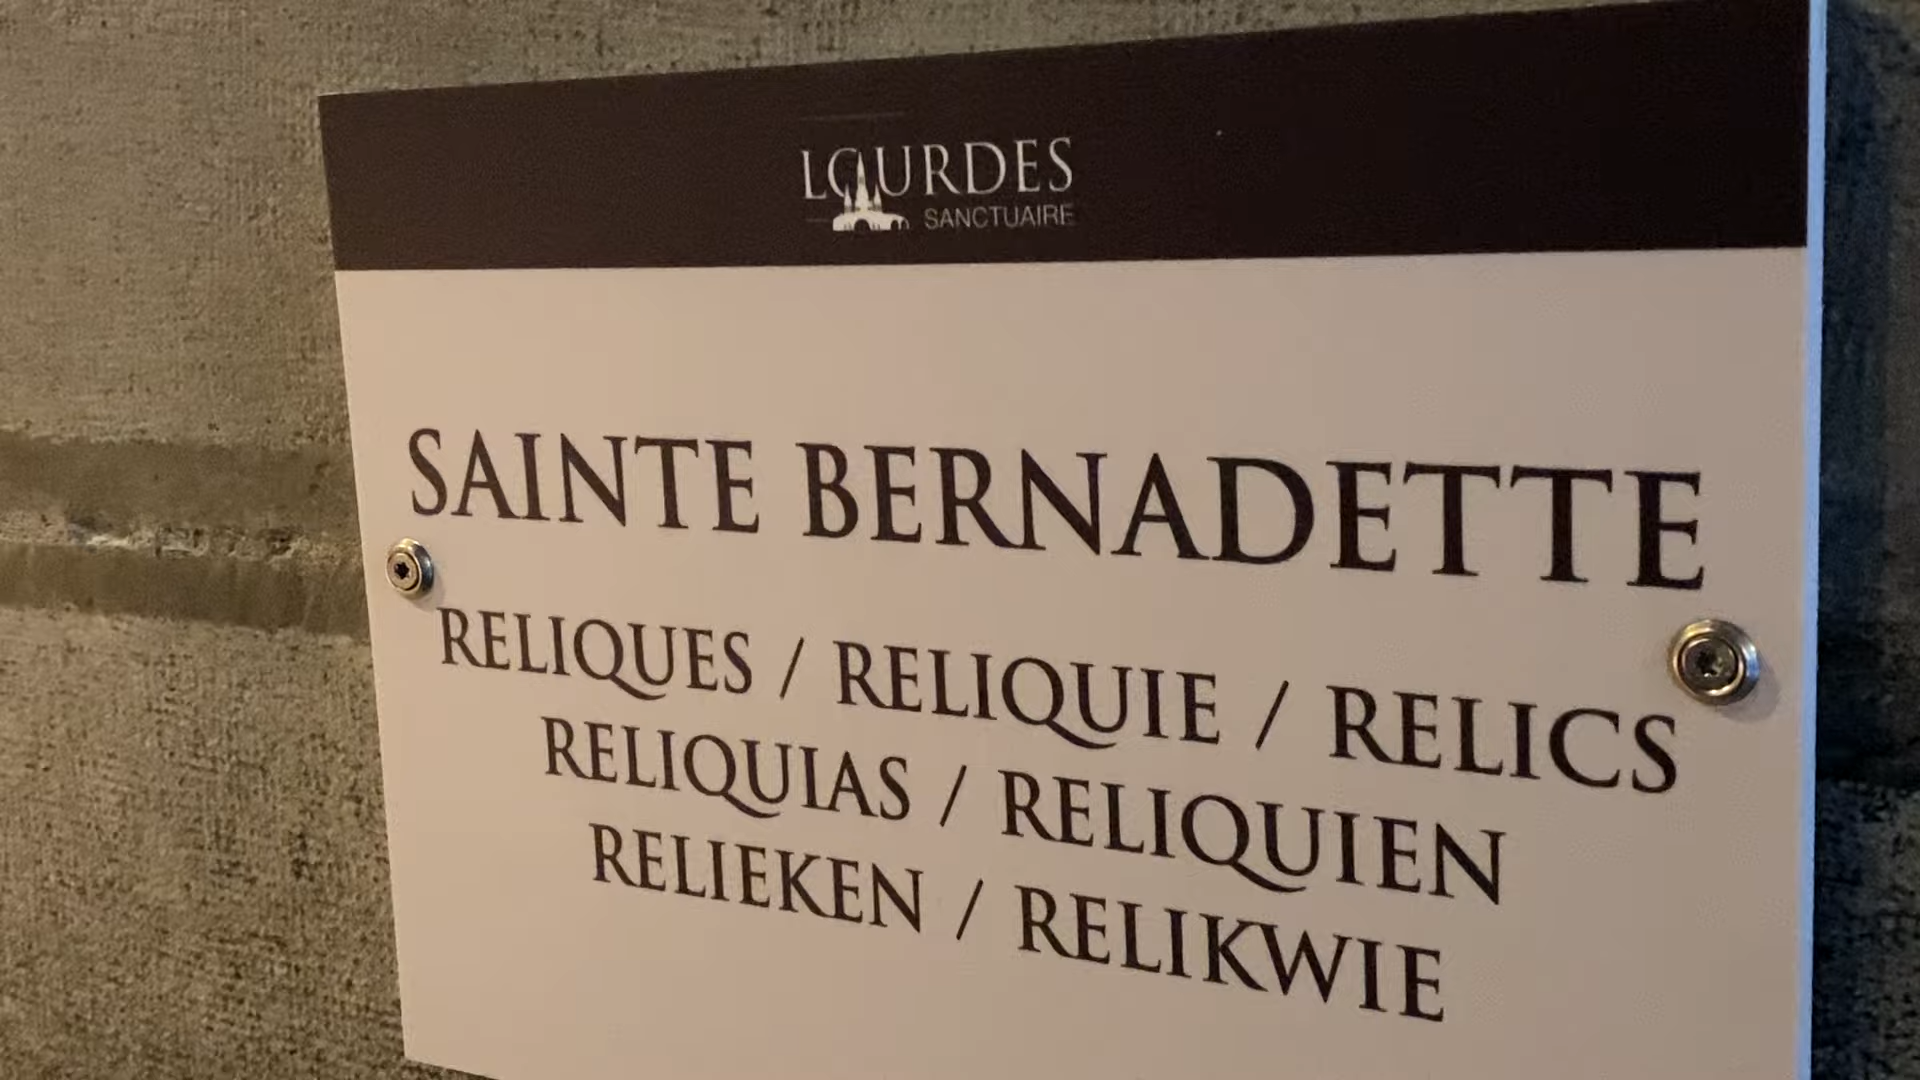 LOURDES
SANCTUAIRE
SAINTE BERNADETTE
RELIQUES / RELIQUIE / RELICS
RELIQUIAS / RELIQUIEN
RELIEKEN / RELIKWIE